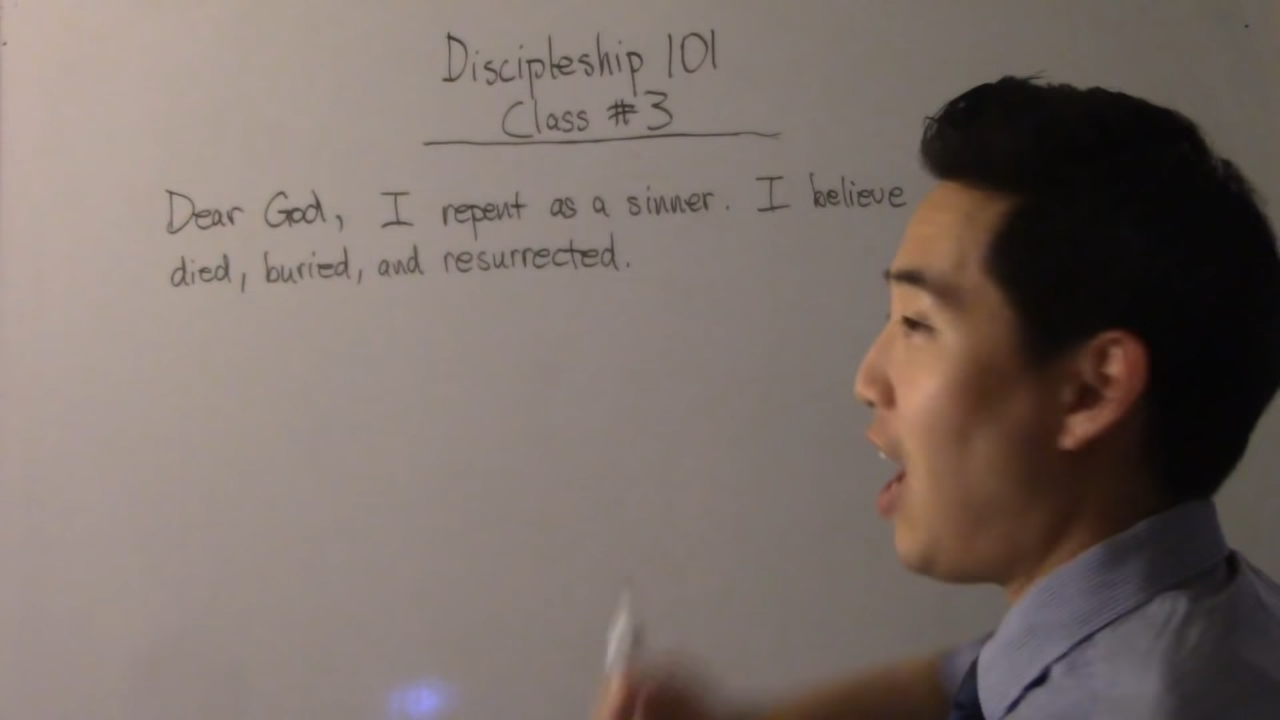 Discipleship 101
Class #3
Dear God, I repent as a sinner. I believe
died, buried, and resurrected.